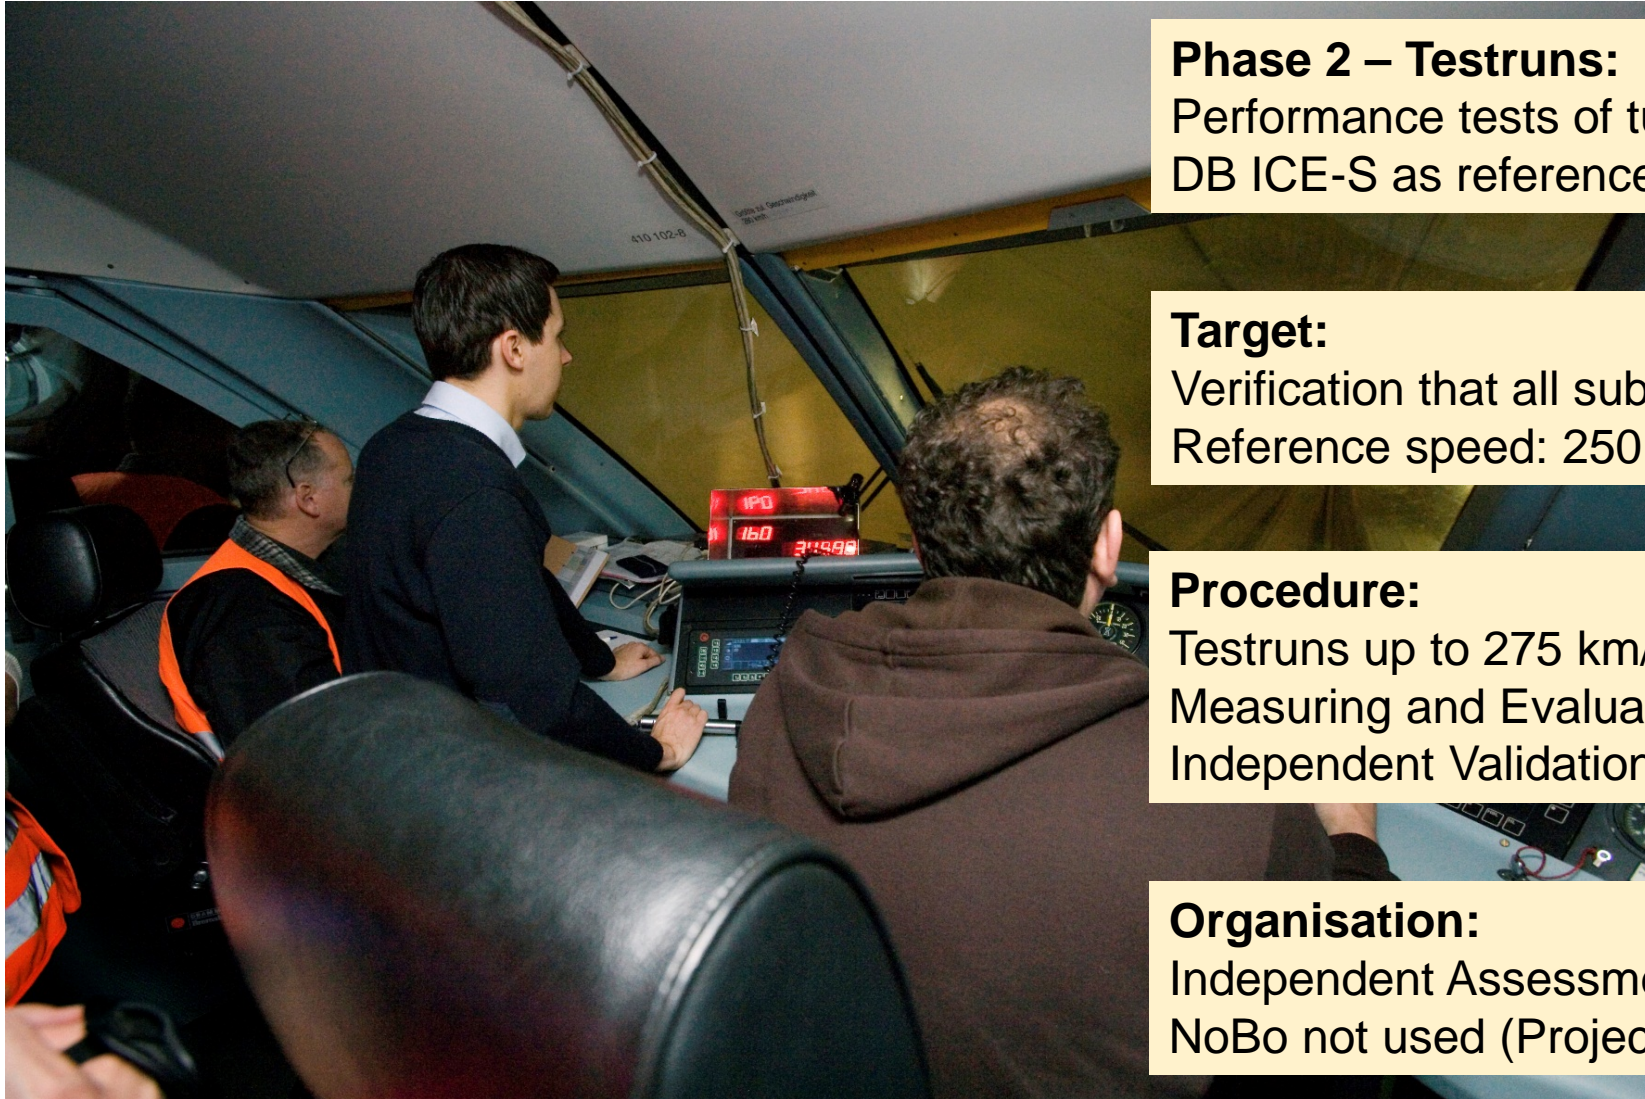 Phase 2 – Testruns:
Performance tests of tu
DB ICE-S as reference
Target:
Verification that all sub
Reference speed: 250
Procedure:
Testruns up to 275 km/
Measuring and Evalua
Independent Validation
Organisation:
Independent Assessme
NoBo not used (Projec
410 102-8
160